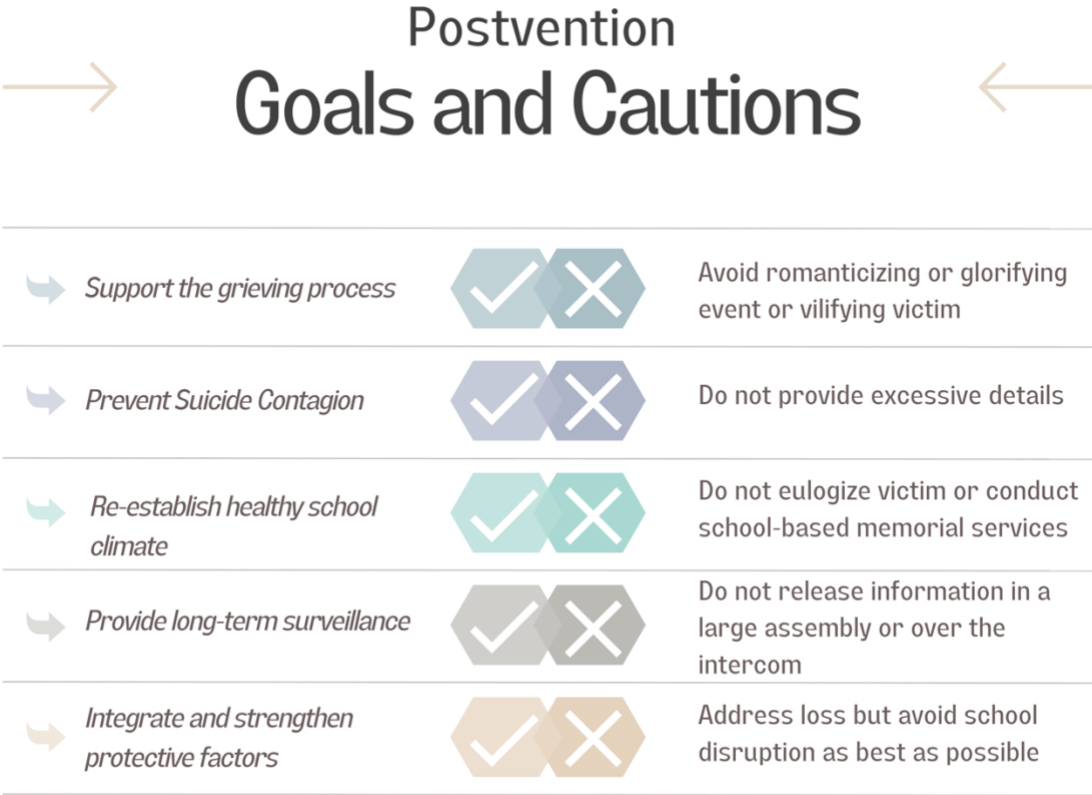 Postvention
Goals and Cautions
Support the grieving process
Avoid romanticizing or glorifying
event or vilifying victim
Prevent Suicide Contagion
Do not provide excessive details
Re-establish healthy school
climate
Do not eulogize victim or conduct
school-based memorial services
Provide long-term surveillance
Do not release information in a
large assembly or over the
intercom
Integrate and strengthen
protective factors
Address loss but avoid school
disruption as best as possible